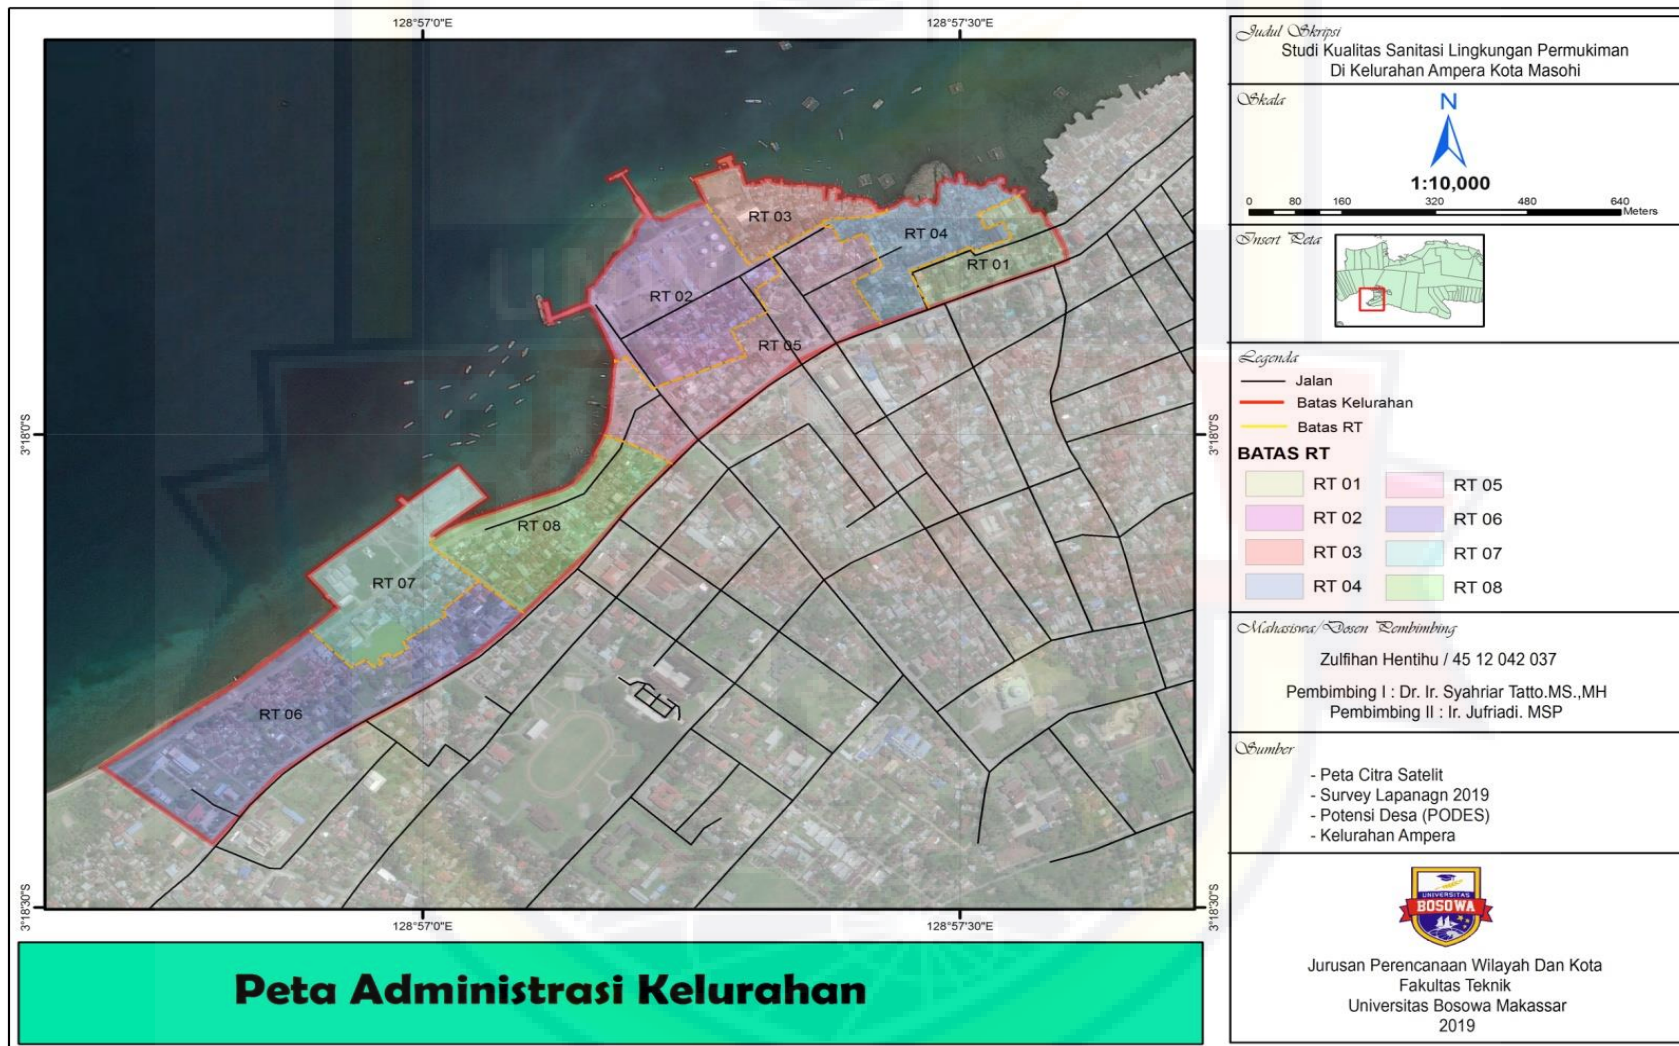 128°57'0"E
128°57'30"E
3°18'0"S
3°18'0"S
3°18'30"S
3°18'30"S
128°57'0"E
128°57'30"E
RT 03
RT 04
RT 01
RT 02
RT 05
RT 08
RT 07
RT 06
Peta Administrasi Kelurahan
Judul Skripsi
Studi Kualitas Sanitasi Lingkungan Permukiman
Di Kelurahan Ampera Kota Masohi
Skala
N
1:10,000
0 80 160 320 480 640
Meters
Insert Peta
Legenda
Jalan
Batas Kelurahan
Batas RT
BATAS RT
RT 01
RT 02
RT 03
RT 04
RT 05
RT 06
RT 07
RT 08
Mahasiswa/Dosen Pembimbing
Zulfihan Hentihu / 45 12 042 037
Pembimbing I : Dr. Ir. Syahriar Tatto.MS.,MH
Pembimbing II : Ir. Jufriadi. MSP
Sumber
- Peta Citra Satelit
- Survey Lapanagn 2019
- Potensi Desa (PODES)
- Kelurahan Ampera
UNIVERSITAS
BOSOWA
Jurusan Perencanaan Wilayah Dan Kota
Fakultas Teknik
Universitas Bosowa Makassar
2019